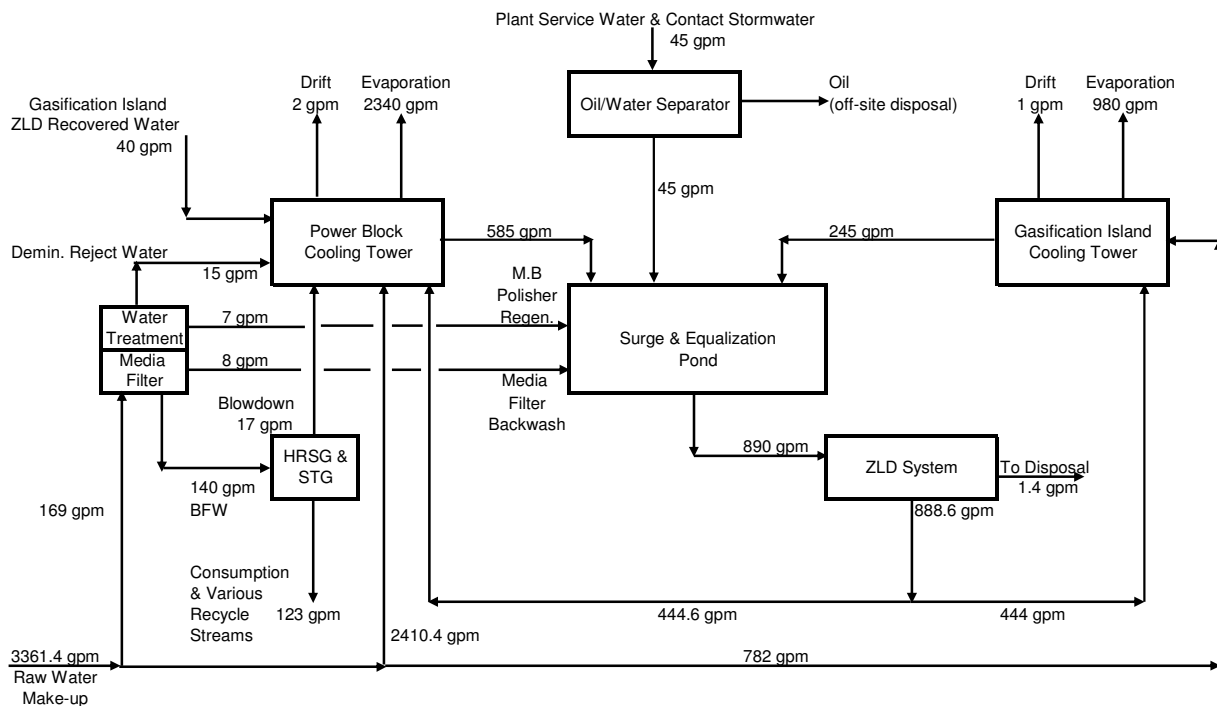 Plant Service Water & Contact Stormwater
45 gpm
Drift
2 gpm
Evaporation
2340 gpm
Oil/Water Separator
Oil
(off-site disposal)
Drift
1 gpm
Evaporation
980 gpm
Gasification Island
ZLD Recovered Water
40 gpm
45 gpm
Power Block
Cooling Tower
585 gpm
245 gpm
Gasification Island
Cooling Tower
Demin. Reject Water
15 gpm
M.B
Polisher
Regen.
Water
Treatment
7 gpm
Surge & Equalization
Pond
Media
Filter
8 gpm
Media
Filter
Backwash
Blowdown
17 gpm
HRSG &
STG
890 gpm
ZLD System
To Disposal
1.4 gpm
140 gpm
BFW
169 gpm
888.6 gpm
Consumption
& Various
Recycle
Streams
123 gpm
444.6 gpm
444 gpm
2410.4 gpm
3361.4 gpm
Raw Water
Make-up
782 gpm